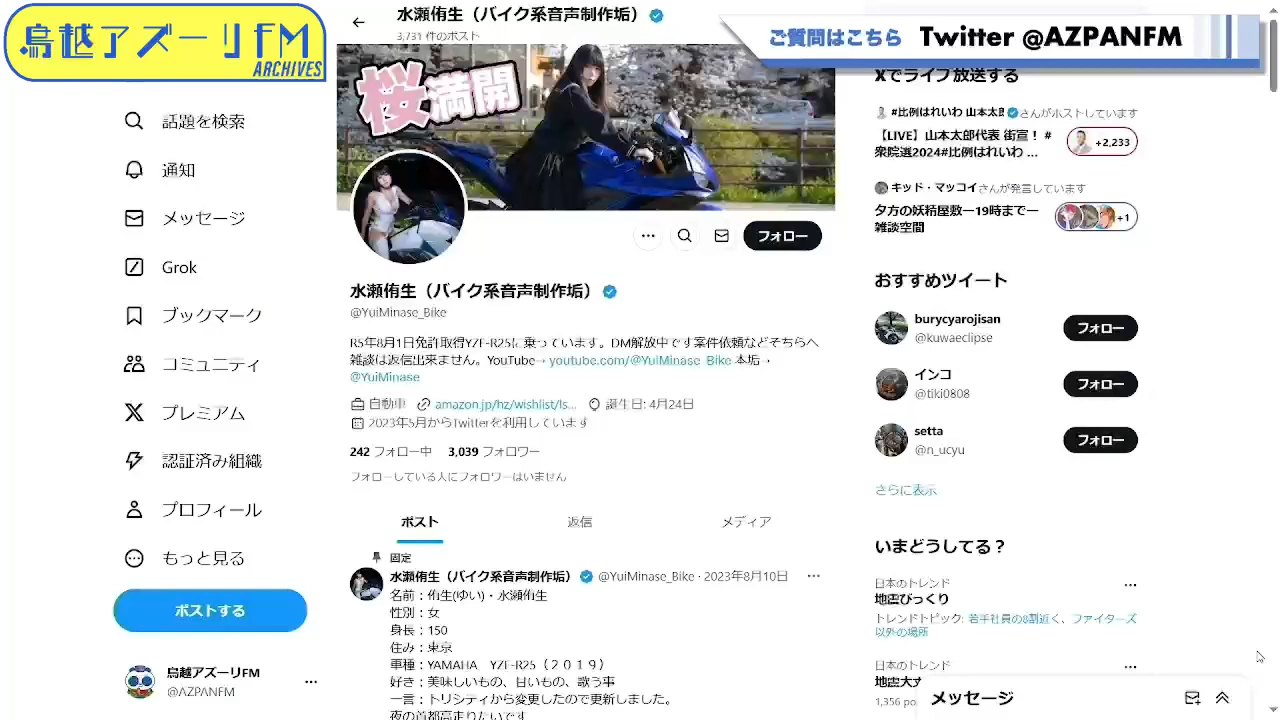 鳥越アズーリFM
ARCHIVES
ご質問はこちら Twitter @AZPANFM
話題を検索
通知
メッセージ
Grok
ブックマーク
コミュニティ
プレミアム
認証済み組織
プロフィール
もっと見る
ポストする
鳥越アズーリFM
@AZPANFM
水瀬侑生（バイク系音声制作垢）
3,731 件のポスト
桜満開
フォロー
水瀬侑生（バイク系音声制作垢）
@YuiMinase_Bike
R5年8月1日免許取得YZF-R25に乗っています。DM解放中です案件依頼などそちらへ
雑談は返信出来ません。YouTube→ youtube.com/@YuiMinase_Bike 本垢→
@YuiMinase
自動車 amazon.jp/hz/wishlist/ls... 誕生日: 4月24日
2023年5月からTwitterを利用しています
242 フォロー中 3,039 フォロワー
フォローしている人にフォロワーはいません
ポスト 返信 メディア
固定
水瀬侑生（バイク系音声制作垢） @YuiMinase_Bike · 2023年8月10日
名前：侑生(ゆい)・水瀬侑生
性別：女
身長：150
住み：東京
車種：YAMAHA YZF-R25（２０１９）
好き：美味しいもの、甘いもの、歌う事
一言：トリシティから変更したので更新しました。
夜の首都高走りたいです
Xでライブ放送する
#比例はれいわ 山本太郎 さんがポストしています
【LIVE】山本太郎代表 街宣！ #
衆院選2024#比例はれいわ ...
+2,233
キッド・マッコイさんが発言しています
夕方の妖精屋敷ー19時までー
雑談空間
+1
おすすめツイート
burycyarojisan
@kuwaeclipse
フォロー
インコ
@tiki0808
フォロー
setta
@n_ucyu
フォロー
さらに表示
いまどうしてる？
日本のトレンド
地震びっくり
トレンドトピック: 若手社員の8割近く、ファイターズ
以外の場所
日本のトレンド
地震大丈
1,356 po
メッセージ